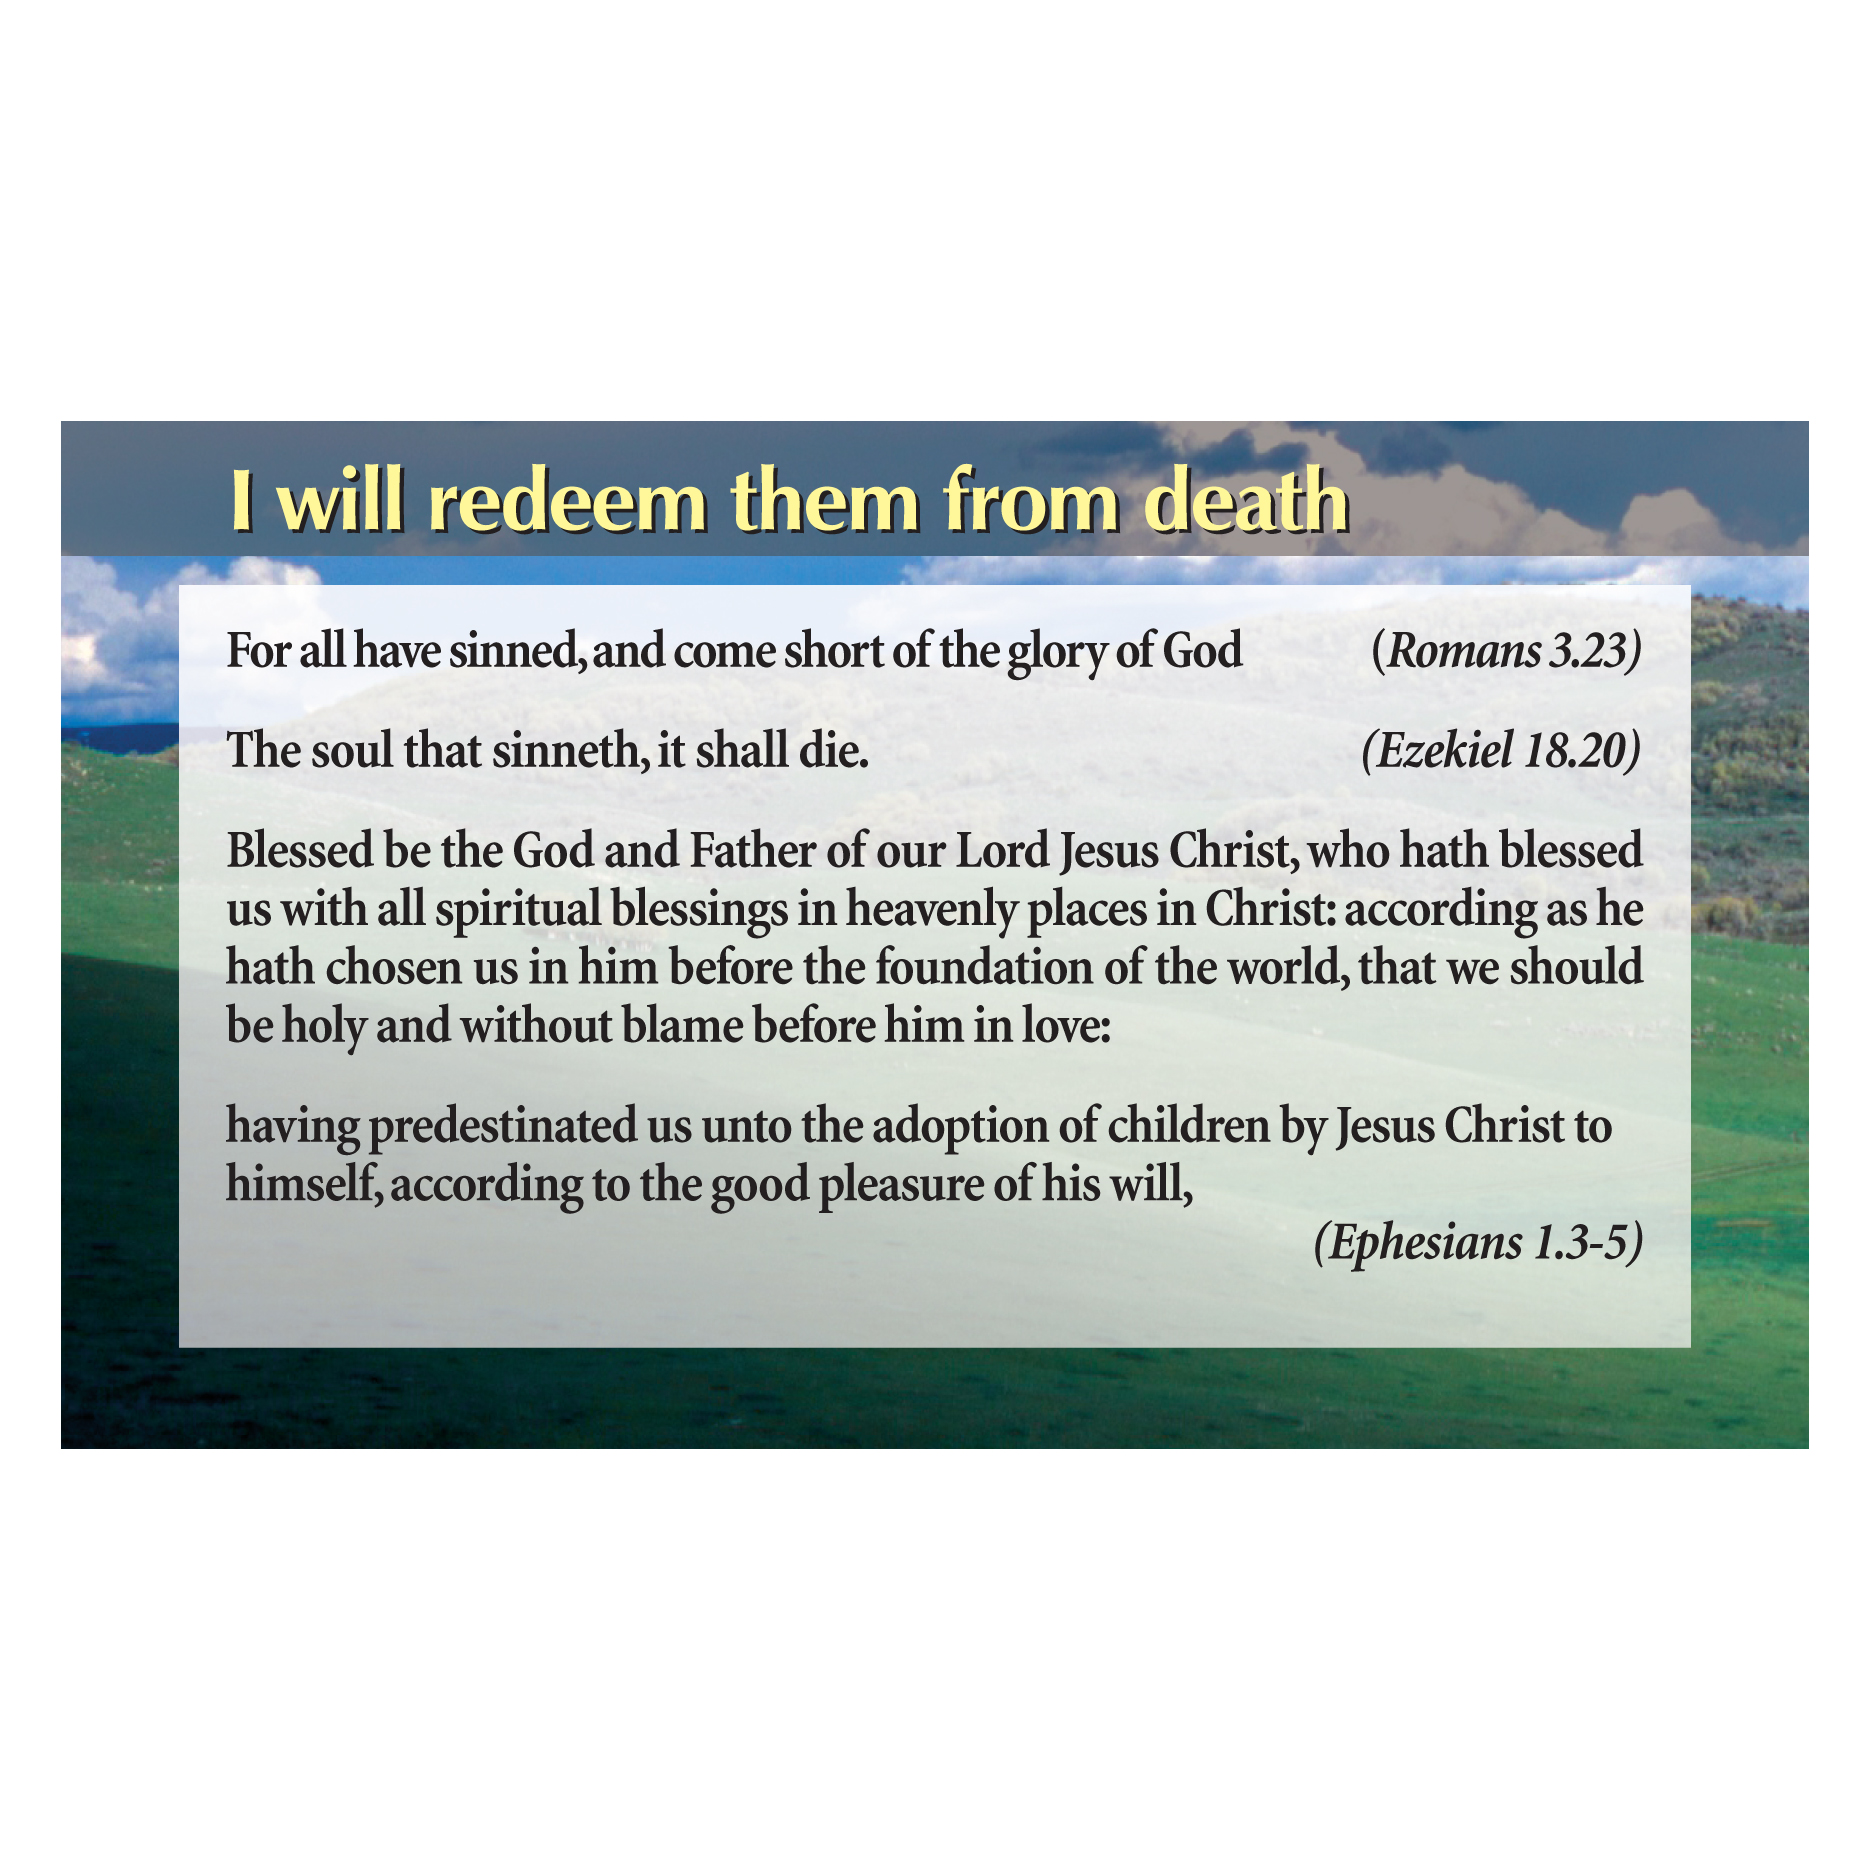 I will redeem them from death
For all have sinned, and come short of the glory of God (Romans 3.23)
The soul that sinneth, it shall die. (Ezekiel 18.20)
Blessed be the God and Father of our Lord Jesus Christ, who hath blessed
us with all spiritual blessings in heavenly places in Christ: according as he
hath chosen us in him before the foundation of the world, that we should
be holy and without blame before him in love:
having predestinated us unto the adoption of children by Jesus Christ to
himself, according to the good pleasure of his will,
(Ephesians 1.3-5)